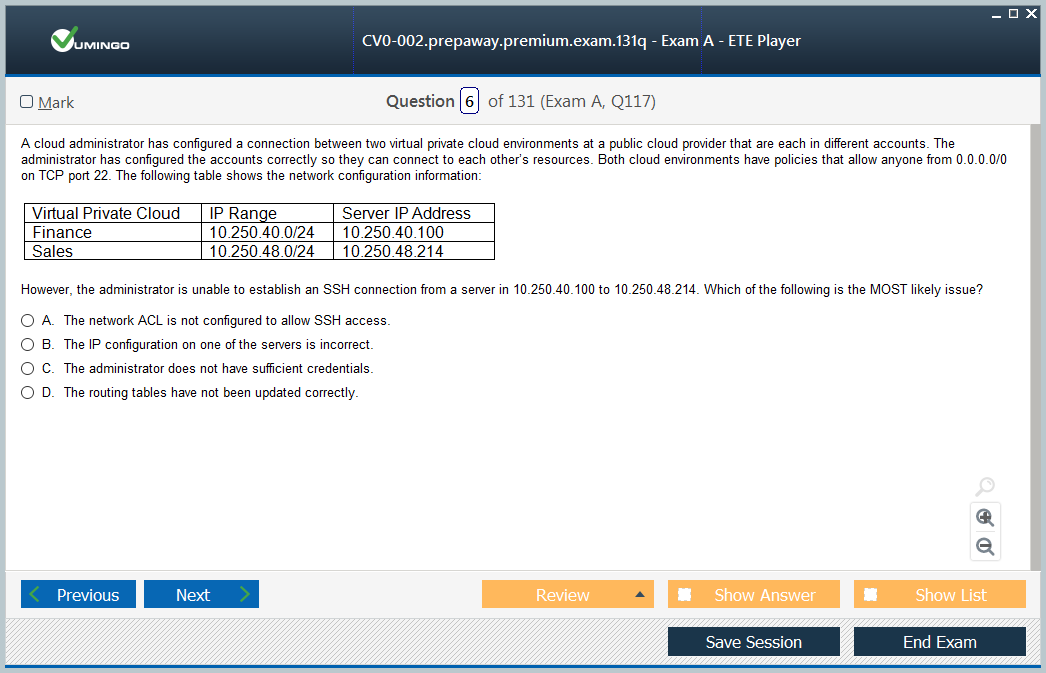 VUMINGO
CV0-002.prepaway.premium.exam.131q - Exam A - ETE Player
Mark
Question 6 of 131 (Exam A, Q117)
A cloud administrator has configured a connection between two virtual private cloud environments at a public cloud provider that are each in different accounts. The
administrator has configured the accounts correctly so they can connect to each other's resources. Both cloud environments have policies that allow anyone from 0.0.0.0/0
on TCP port 22. The following table shows the network configuration information:
Virtual Private Cloud IP Range Server IP Address
Finance 10.250.40.0/24 10.250.40.100
Sales 10.250.48.0/24 10.250.48.214
However, the administrator is unable to establish an SSH connection from a server in 10.250.40.100 to 10.250.48.214. Which of the following is the MOST likely issue?
A. The network ACL is not configured to allow SSH access.
B. The IP configuration on one of the servers is incorrect.
C. The administrator does not have sufficient credentials.
D. The routing tables have not been updated correctly.
Previous Next Review Show Answer Show List
Save Session End Exam